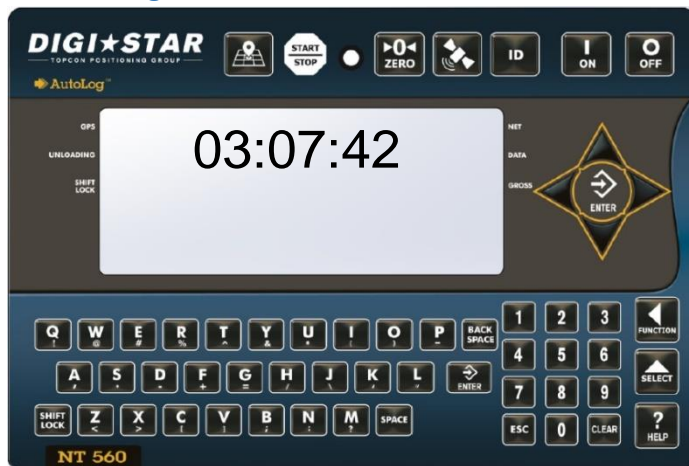 DIGI★STAR
TOPCON POSITIONING GROUP
AutoLog™
START
STOP
0
ZERO
ID
I
ON
O
OFF
GPS
UNLOADING
SHIFT
LOCK
03:07:42
NET
DATA
GROSS
ENTER
Q W E R T Y U I O P BACK SPACE
! @ # % ^ & * ( ) -
A S D F G H J K L ENTER
SHIFT LOCK Z X C V B N M SPACE
< > ?
1 2 3
4 5 6
7 8 9
ESC 0 CLEAR
FUNCTION
SELECT
?
HELP
NT 560